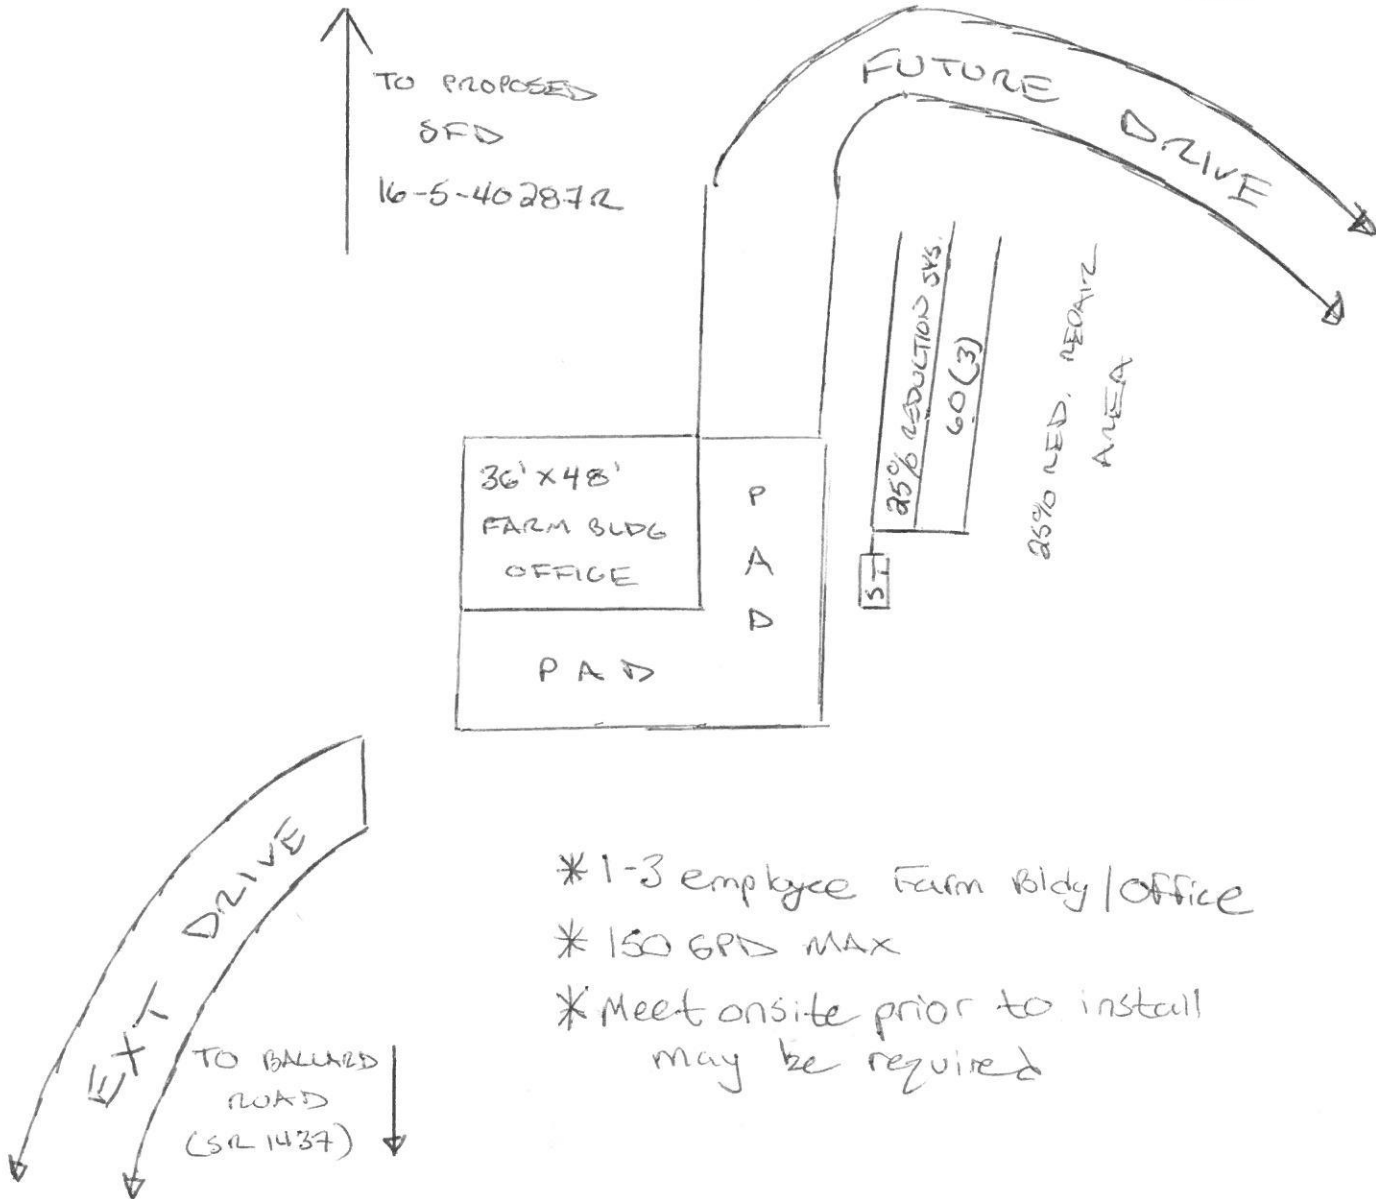 TO PROPOSED
SFD
16-5-40287R
FUTURE DRIVE
25% REDUCTION SYS.
60(3)
25% RED. REPAIR
AREA
36' X 48'
FARM BLDG
OFFICE
PAD
ST
PAD
EXT DRIVE
TO BALLARD
ROAD
(SR 1437)
* 1-3 employee Farm Bldg/Office
* 150 GPD MAX
* Meet onsite prior to install
may be required